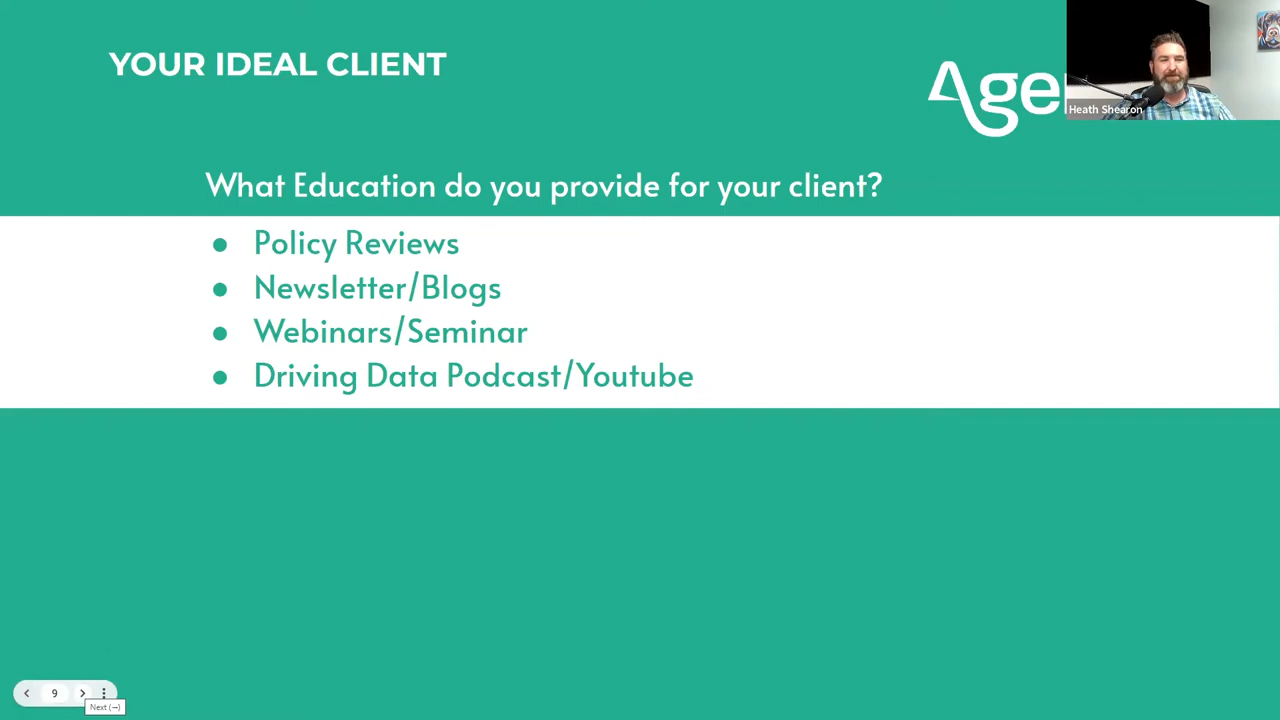 YOUR IDEAL CLIENT
Age
Heath Shearon
What Education do you provide for your client?
● Policy Reviews
● Newsletter/Blogs
● Webinars/Seminar
● Driving Data Podcast/Youtube
9
Next (→)